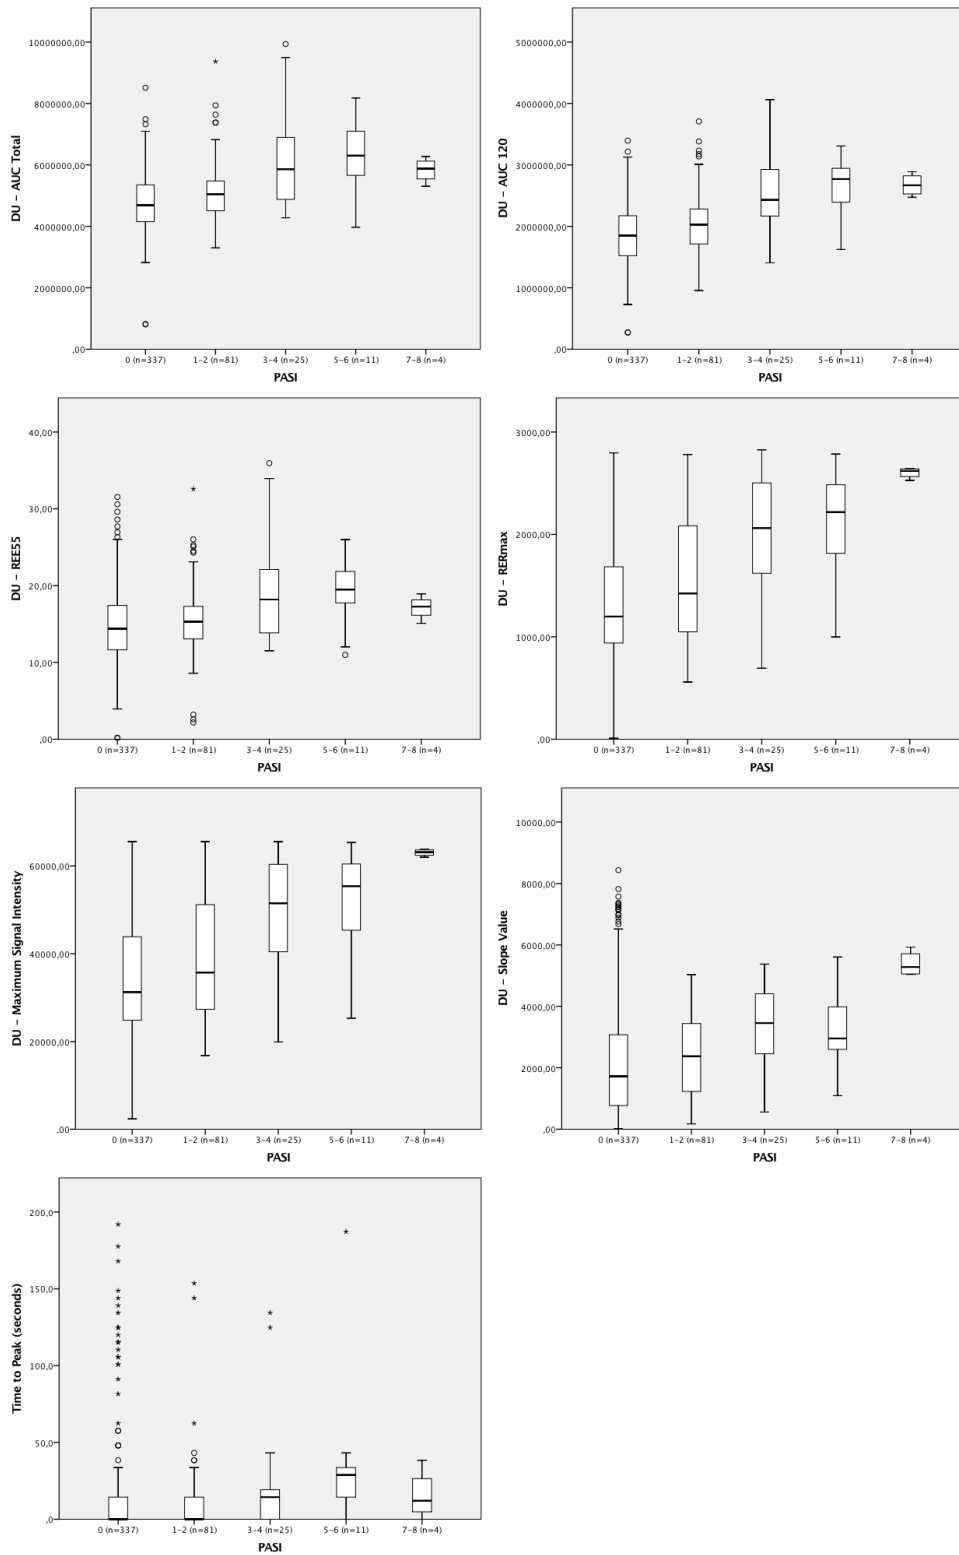 DU – AUC Total
10000000,00
8000000,00
6000000,00
4000000,00
2000000,00
,00
0 (n=337) 1–2 (n=81) 3–4 (n=25) 5–6 (n=11) 7–8 (n=4)
PASI
DU – AUC 120
5000000,00
4000000,00
3000000,00
2000000,00
1000000,00
,00
0 (n=337) 1–2 (n=81) 3–4 (n=25) 5–6 (n=11) 7–8 (n=4)
PASI
DU – REE55
40,00
30,00
20,00
10,00
,00
0 (n=337) 1–2 (n=81) 3–4 (n=25) 5–6 (n=11) 7–8 (n=4)
PASI
DU – RERmax
3000,00
2000,00
1000,00
,00
0 (n=337) 1–2 (n=81) 3–4 (n=25) 5–6 (n=11) 7–8 (n=4)
PASI
DU – Maximum Signal Intensity
60000,00
40000,00
20000,00
,00
0 (n=337) 1–2 (n=81) 3–4 (n=25) 5–6 (n=11) 7–8 (n=4)
PASI
DU – Slope Value
10000,00
8000,00
6000,00
4000,00
2000,00
,00
0 (n=337) 1–2 (n=81) 3–4 (n=25) 5–6 (n=11) 7–8 (n=4)
PASI
Time to Peak (seconds)
200,0
150,0
100,0
50,0
,0
0 (n=337) 1–2 (n=81) 3–4 (n=25) 5–6 (n=11) 7–8 (n=4)
PASI